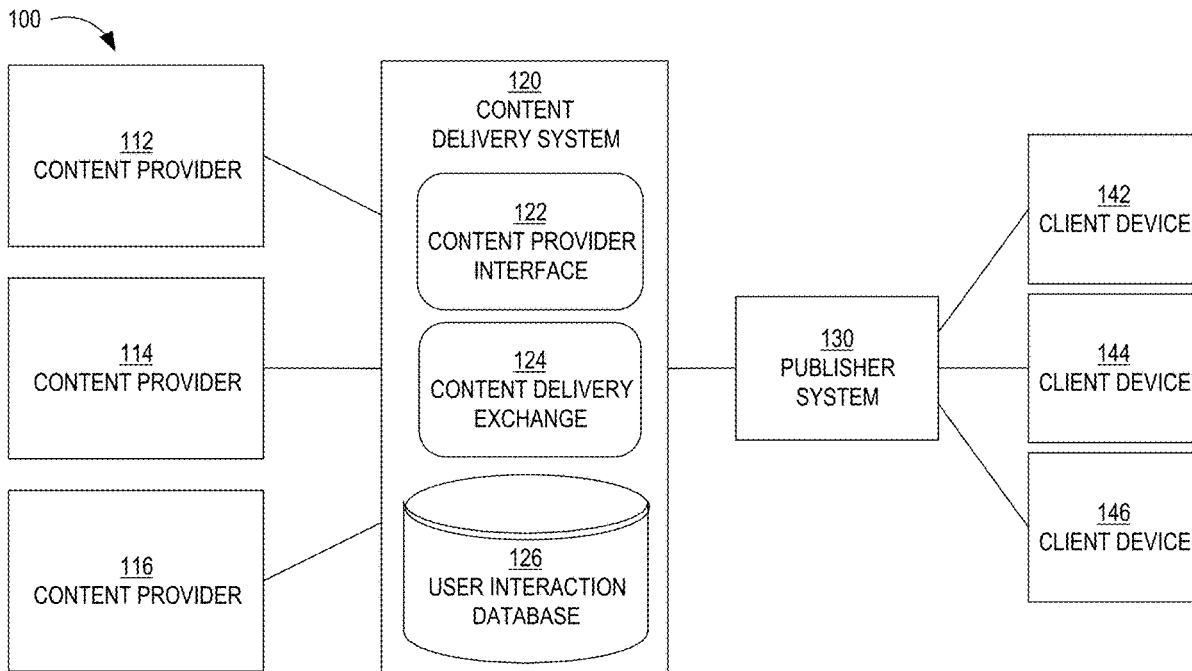 100
112
CONTENT PROVIDER
114
CONTENT PROVIDER
116
CONTENT PROVIDER
120
CONTENT
DELIVERY SYSTEM
122
CONTENT PROVIDER
INTERFACE
124
CONTENT DELIVERY
EXCHANGE
126
USER INTERACTION
DATABASE
130
PUBLISHER
SYSTEM
142
CLIENT DEVICE
144
CLIENT DEVICE
146
CLIENT DEVICE